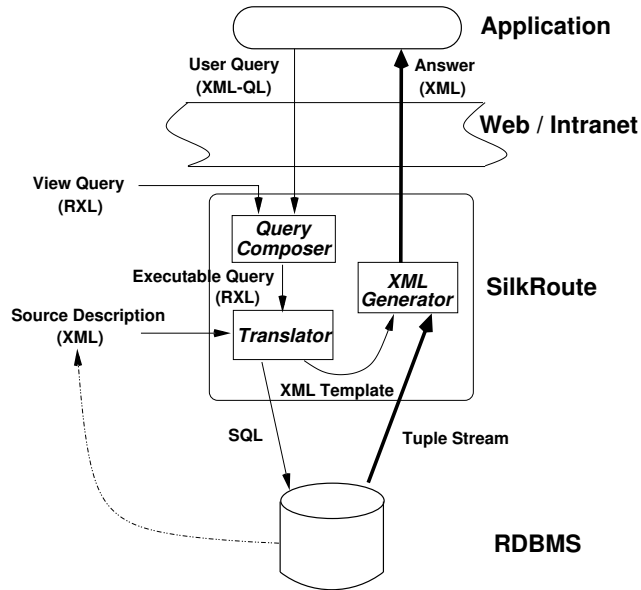 Application
User Query
(XML-QL)
Answer
(XML)
Web / Intranet
View Query
(RXL)
Query
Composer
Executable Query
(RXL)
XML
Generator
SilkRoute
Source Description
(XML)
Translator
XML Template
SQL
Tuple Stream
RDBMS